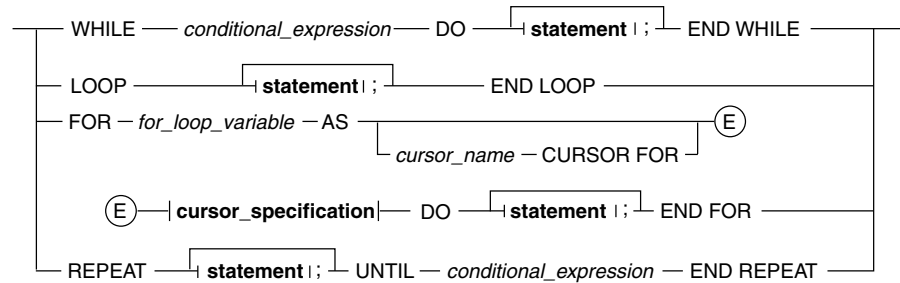 WHILE conditional_expression DO statement ; END WHILE
LOOP statement ; END LOOP
FOR for_loop_variable AS E
cursor_name CURSOR FOR
E cursor_specification DO statement ; END FOR
REPEAT statement ; UNTIL conditional_expression END REPEAT